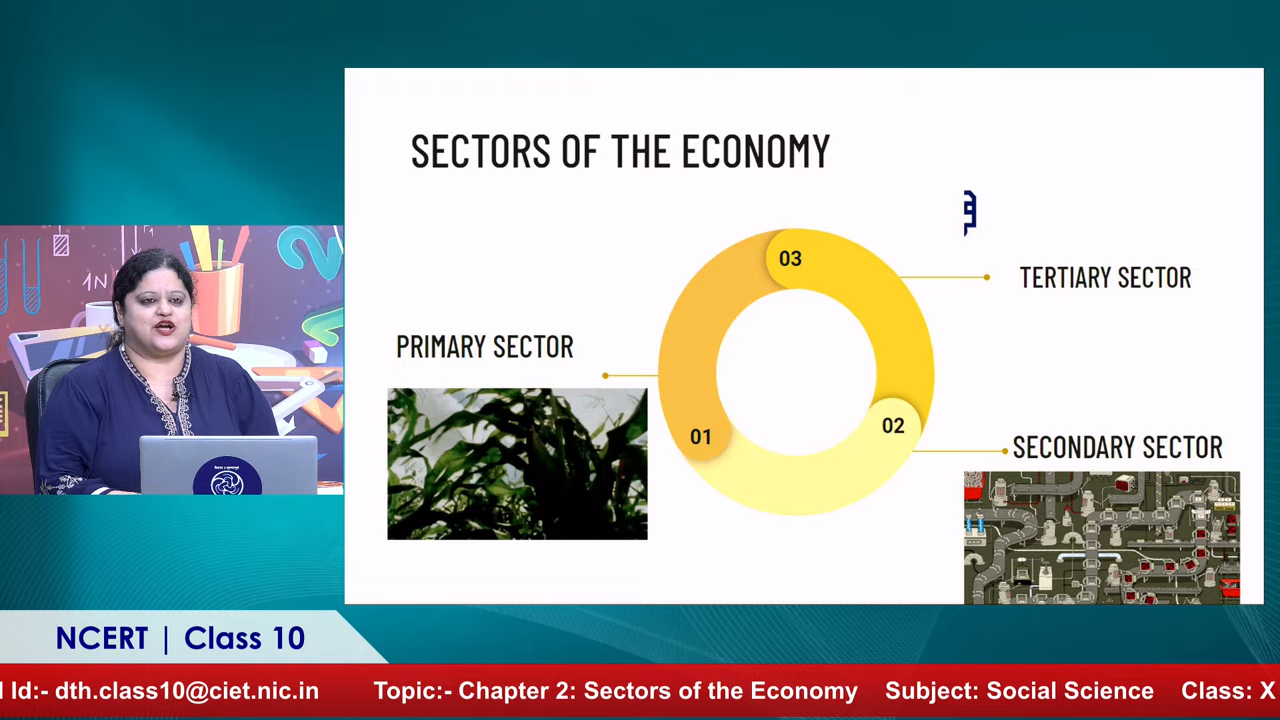 SECTORS OF THE ECONOMY
03
TERTIARY SECTOR
PRIMARY SECTOR
01
02
SECONDARY SECTOR
1N
NCERT | Class 10
Id:- dth.class10@ciet.nic.in Topic:- Chapter 2: Sectors of the Economy Subject: Social Science Class: X